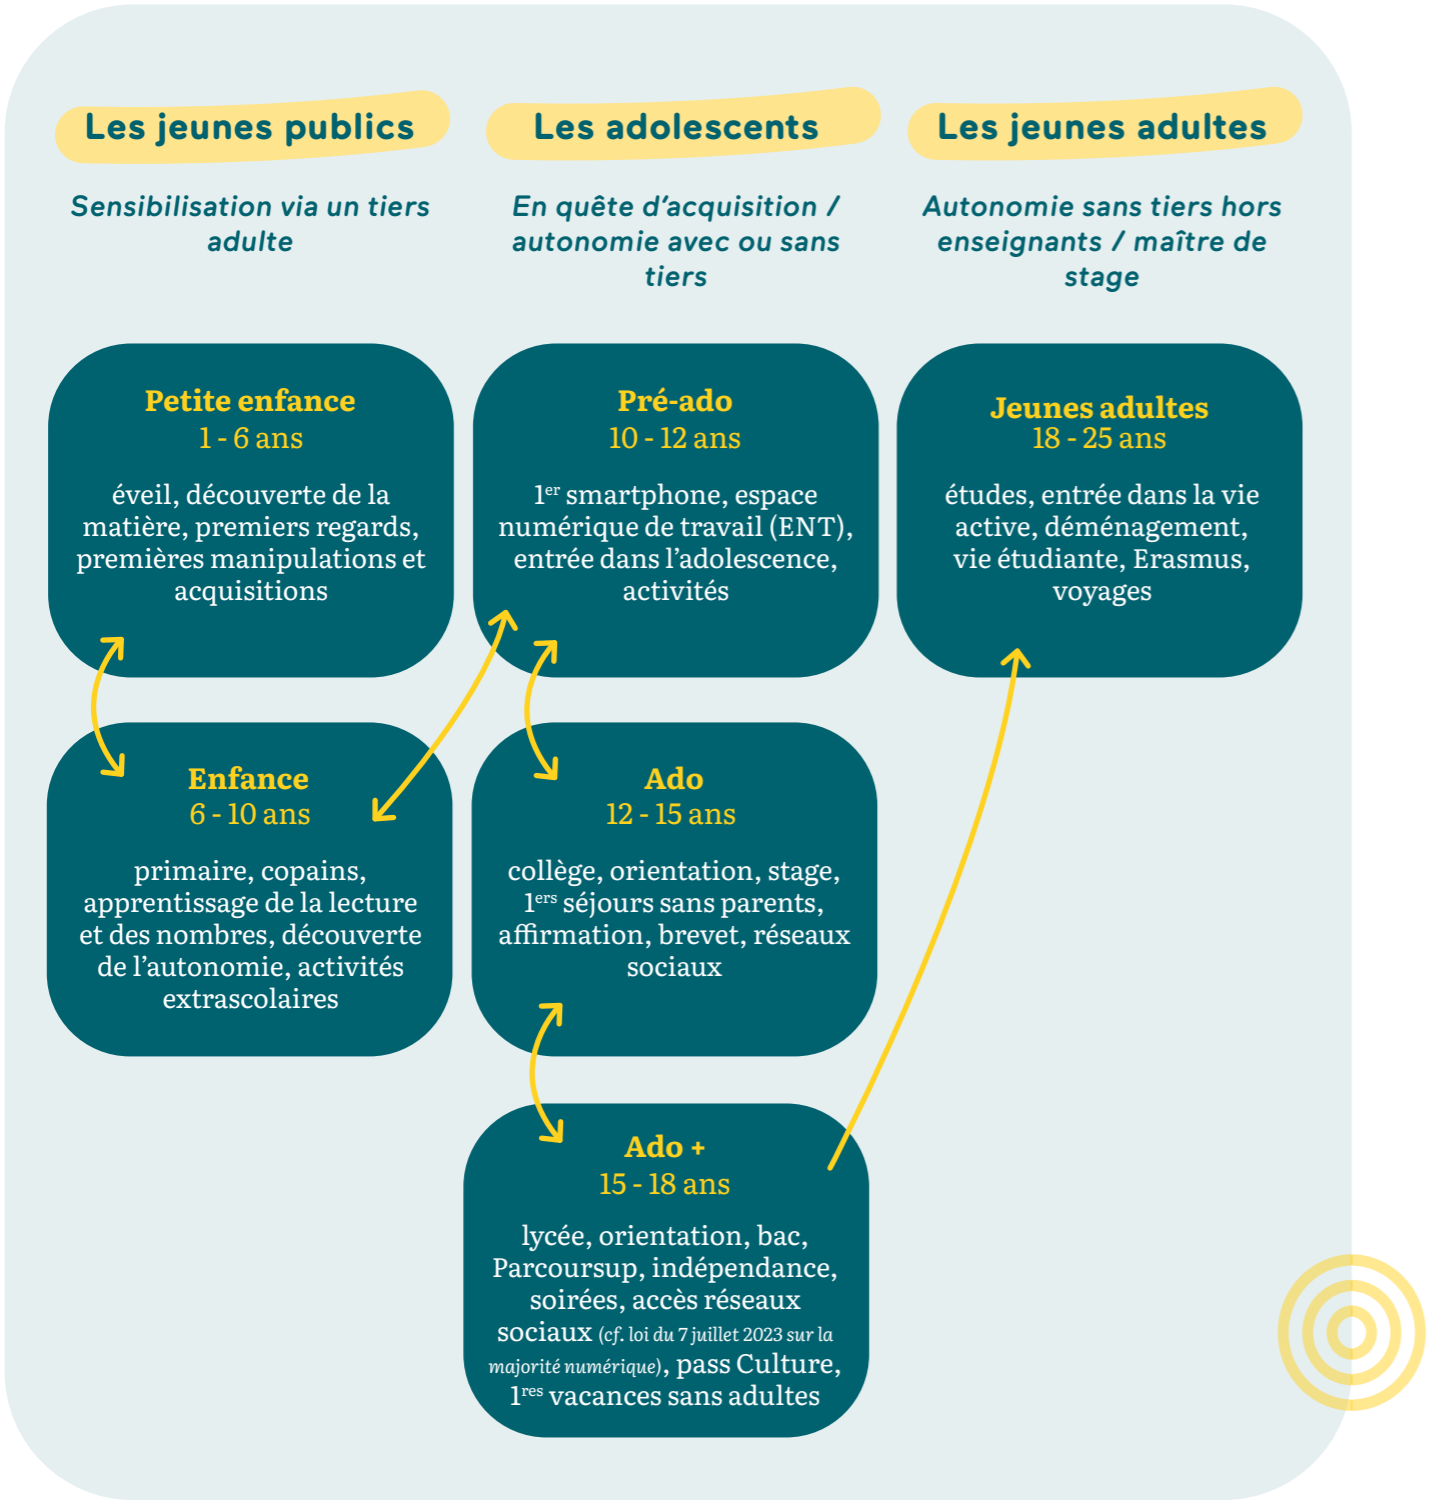 Les jeunes publics
Sensibilisation via un tiers
adulte
Petite enfance
1 - 6 ans
éveil, découverte de la
matière, premiers regards,
premières manipulations et
acquisitions
Enfance
6 - 10 ans
primaire, copains,
apprentissage de la lecture
et des nombres, découverte
de l’autonomie, activités
extrascolaires
Les adolescents
En quête d’acquisition /
autonomie avec ou sans
tiers
Pré-ado
10 - 12 ans
1er smartphone, espace
numérique de travail (ENT),
entrée dans l’adolescence,
activités
Ado
12 - 15 ans
collège, orientation, stage,
1ers séjours sans parents,
affirmation, brevet, réseaux
sociaux
Ado +
15 - 18 ans
lycée, orientation, bac,
Parcoursup, indépendance,
soirées, accès réseaux
sociaux (cf. loi du 7 juillet 2023 sur la
majorité numérique), pass Culture,
1res vacances sans adultes
Les jeunes adultes
Autonomie sans tiers hors
enseignants / maître de
stage
Jeunes adultes
18 - 25 ans
études, entrée dans la vie
active, déménagement,
vie étudiante, Erasmus,
voyages